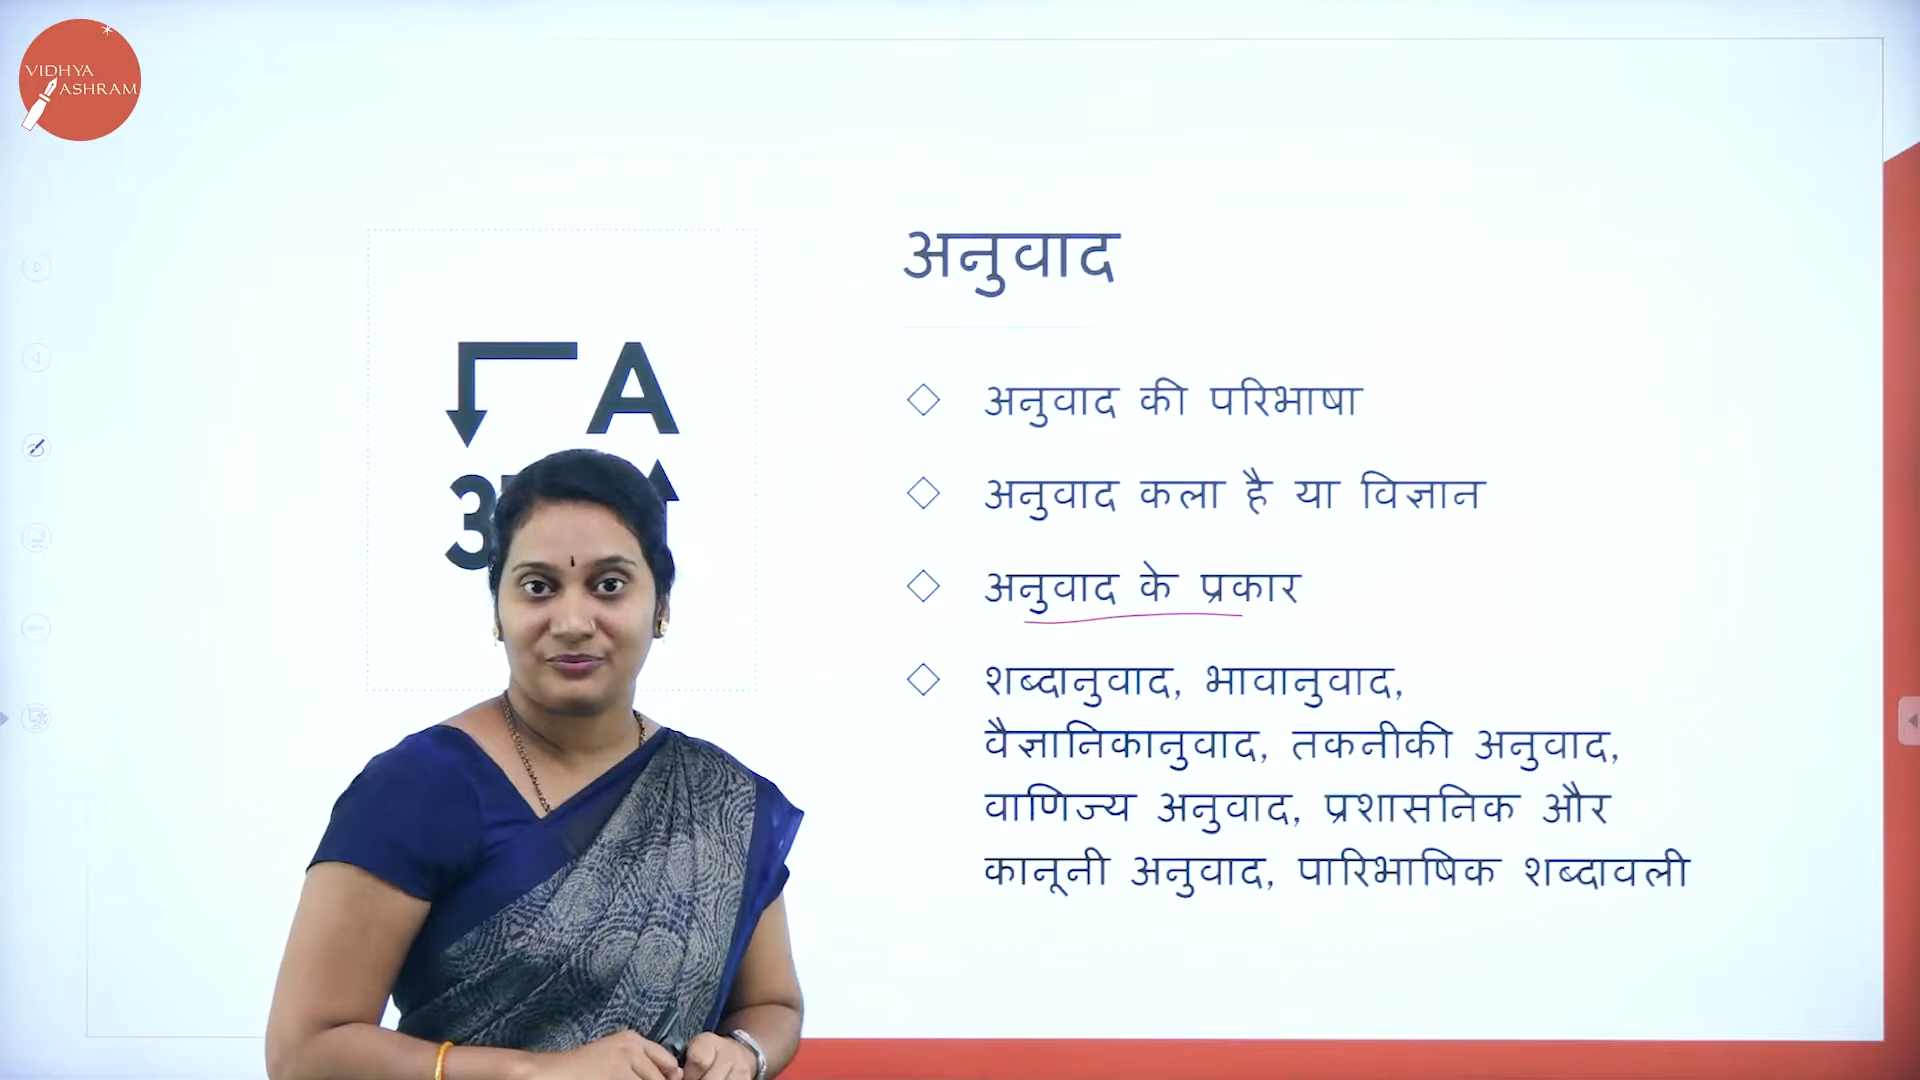 VIDHYA
ASHRAM
अनुवाद
A
अनुवाद की परिभाषा
अनुवाद कला है या विज्ञान
अनुवाद के प्रकार
शब्दानुवाद, भावानुवाद,
वैज्ञानिकानुवाद, तकनीकी अनुवाद,
वाणिज्य अनुवाद, प्रशासनिक और
कानूनी अनुवाद, पारिभाषिक शब्दावली